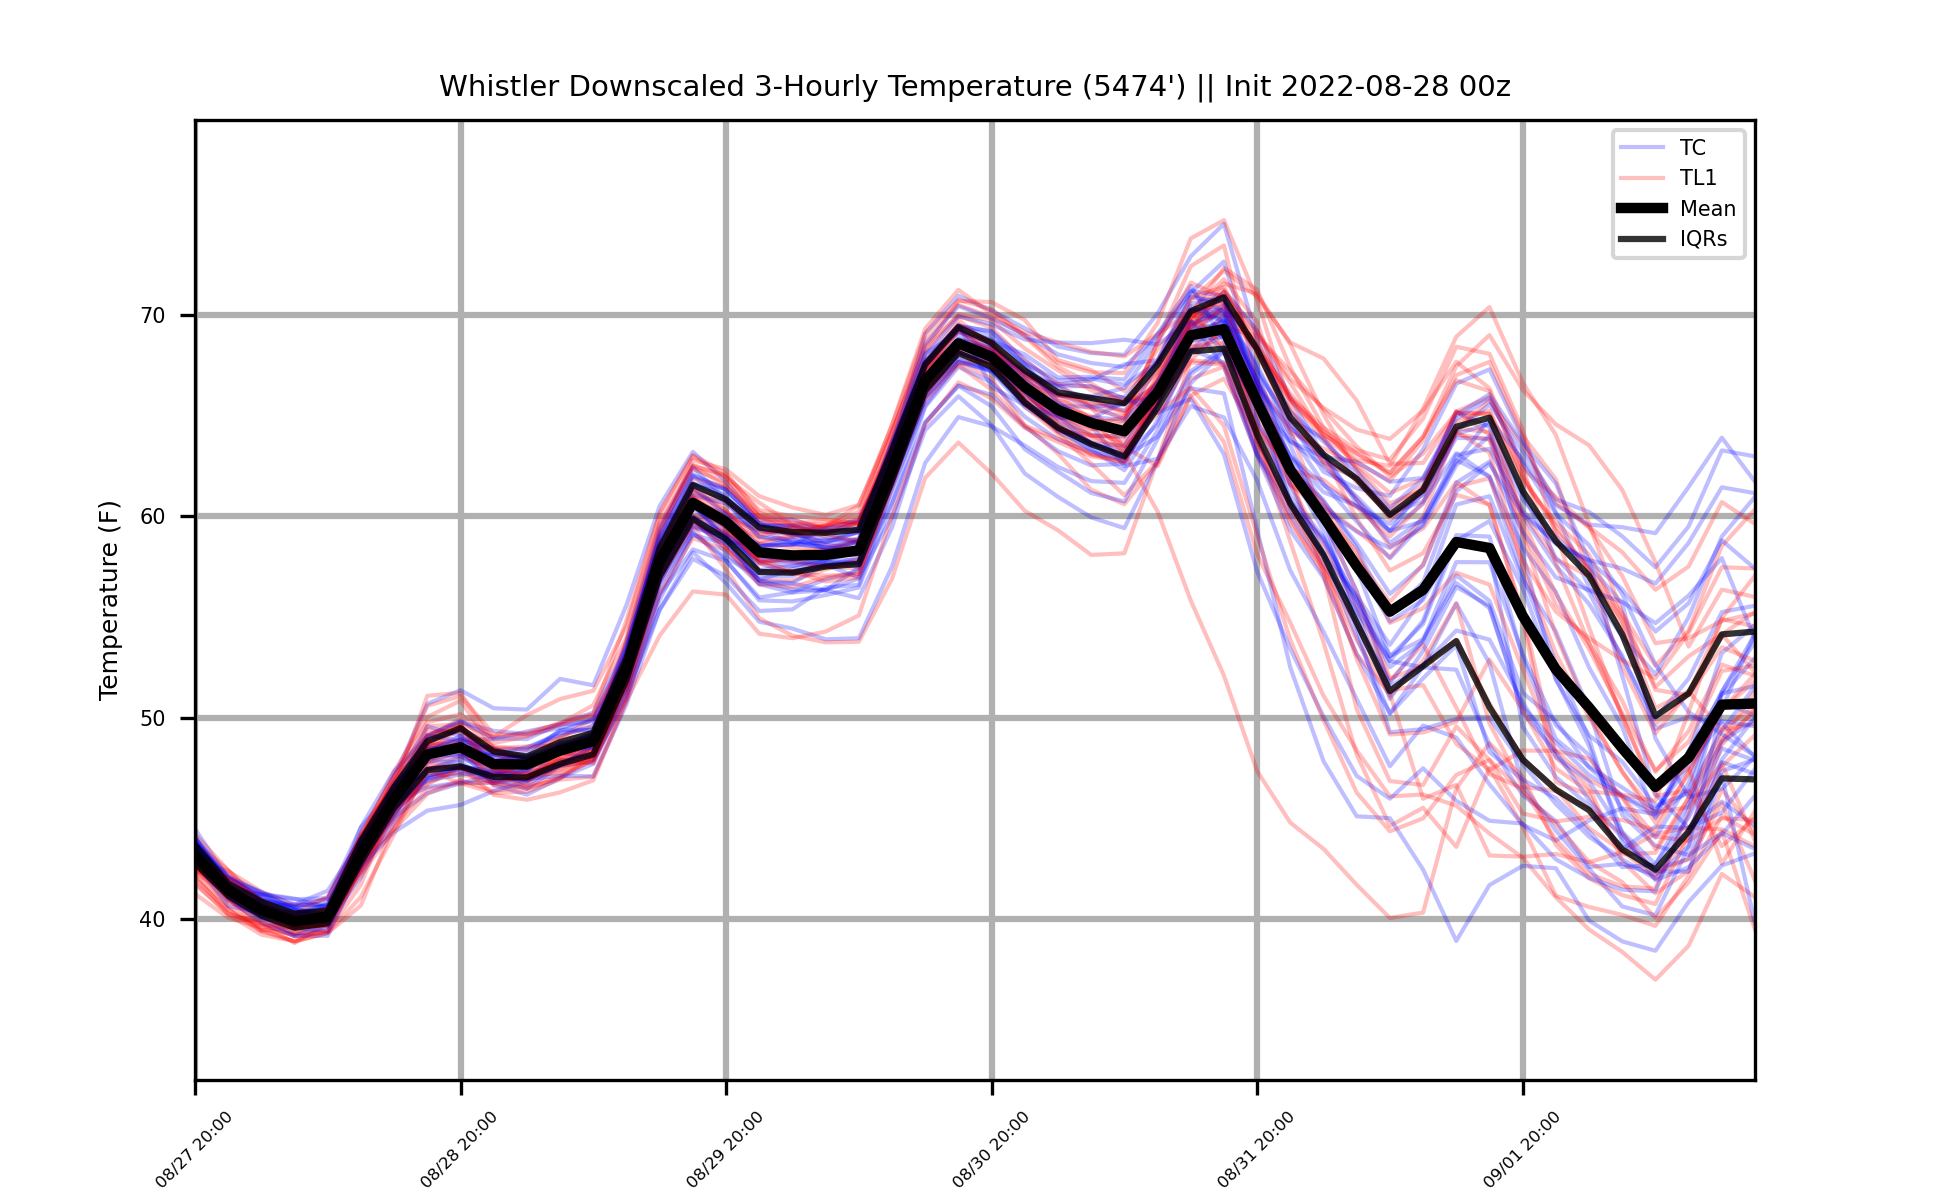 Whistler Downscaled 3-Hourly Temperature (5474') || Init 2022-08-28 00z
TC
TL1
Mean
IQRs
Temperature (F)
70
60
50
40
08/27 20:00
08/28 20:00
08/29 20:00
08/30 20:00
08/31 20:00
09/01 20:00